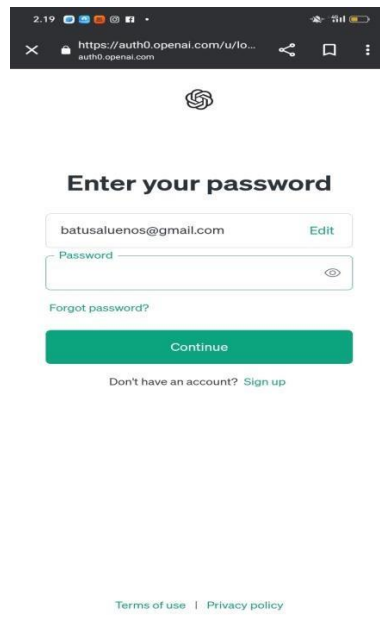 2.19
https://auth0.openai.com/u/lo...
auth0.openai.com
Enter your password
batusaluenos@gmail.com Edit
Password
Forgot password?
Continue
Don't have an account? Sign up
Terms of use | Privacy policy